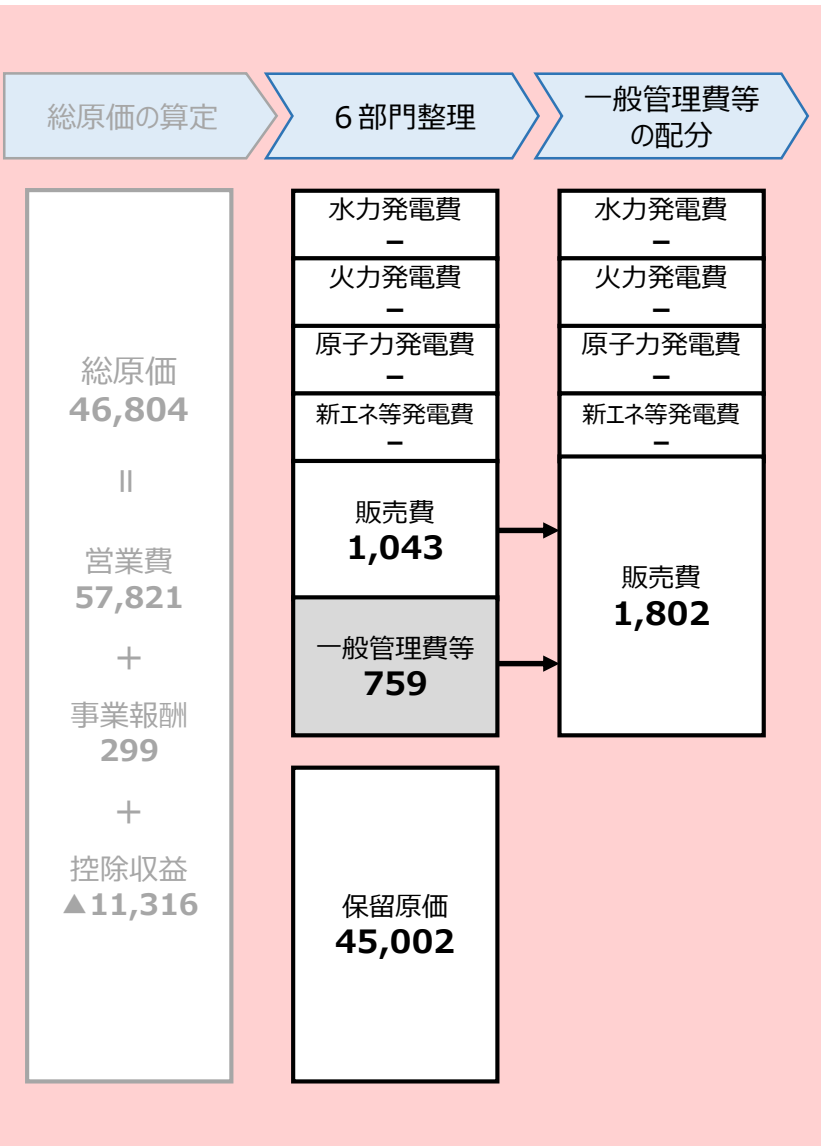 総原価の算定
６部門整理
一般管理費等
の配分
総原価
46,804
＝
営業費
57,821
＋
事業報酬
299
＋
控除収益
▲11,316
水力発電費
–
火力発電費
–
原子力発電費
–
新エネ等発電費
–
販売費
1,043
一般管理費等
759
保留原価
45,002
水力発電費
–
火力発電費
–
原子力発電費
–
新エネ等発電費
–
販売費
1,802